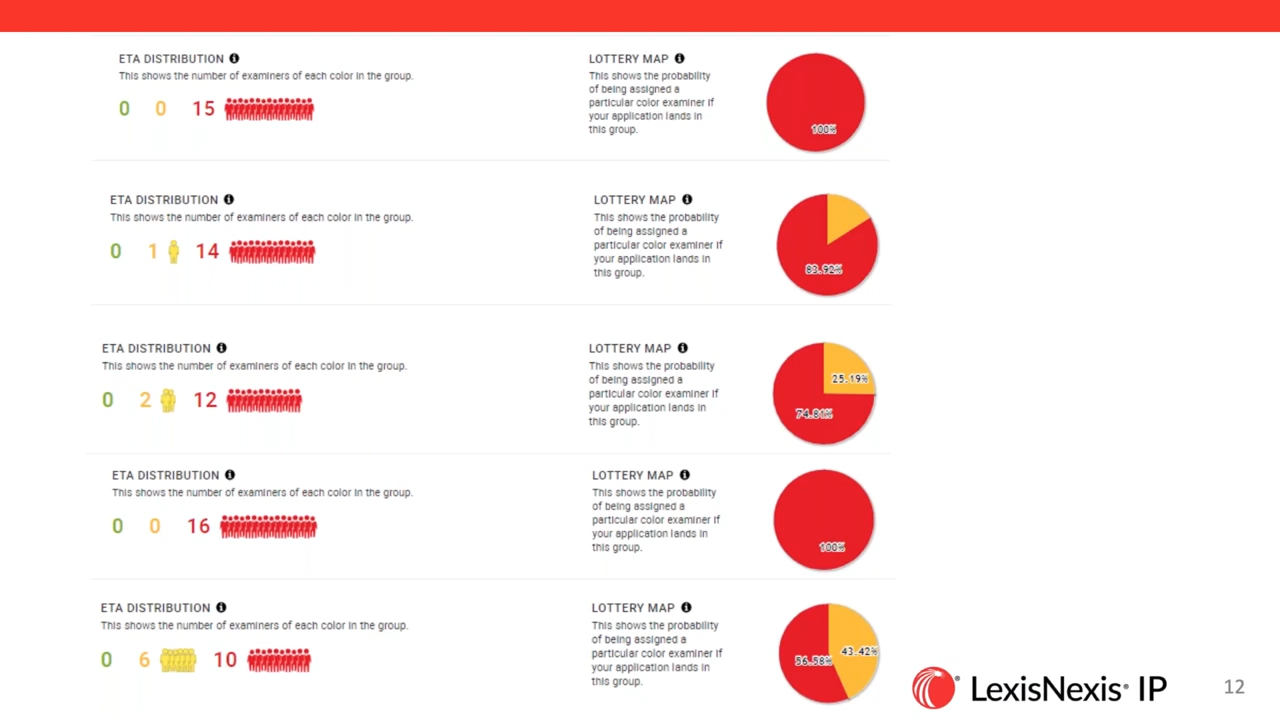 ETA DISTRIBUTION
This shows the number of examiners of each color in the group.
0 0 15
LOTTERY MAP
This shows the probability
of being assigned a
particular color examiner if
your application lands in
this group.
100%
ETA DISTRIBUTION
This shows the number of examiners of each color in the group.
0 1 14
LOTTERY MAP
This shows the probability
of being assigned a
particular color examiner if
your application lands in
this group.
83.92%
ETA DISTRIBUTION
This shows the number of examiners of each color in the group.
0 2 12
LOTTERY MAP
This shows the probability
of being assigned a
particular color examiner if
your application lands in
this group.
25.19%
74.81%
ETA DISTRIBUTION
This shows the number of examiners of each color in the group.
0 0 16
LOTTERY MAP
This shows the probability
of being assigned a
particular color examiner if
your application lands in
this group.
100%
ETA DISTRIBUTION
This shows the number of examiners of each color in the group.
0 6 10
LOTTERY MAP
This shows the probability
of being assigned a
particular color examiner if
your application lands in
this group.
43.42%
56.58%
LexisNexis® IP
12